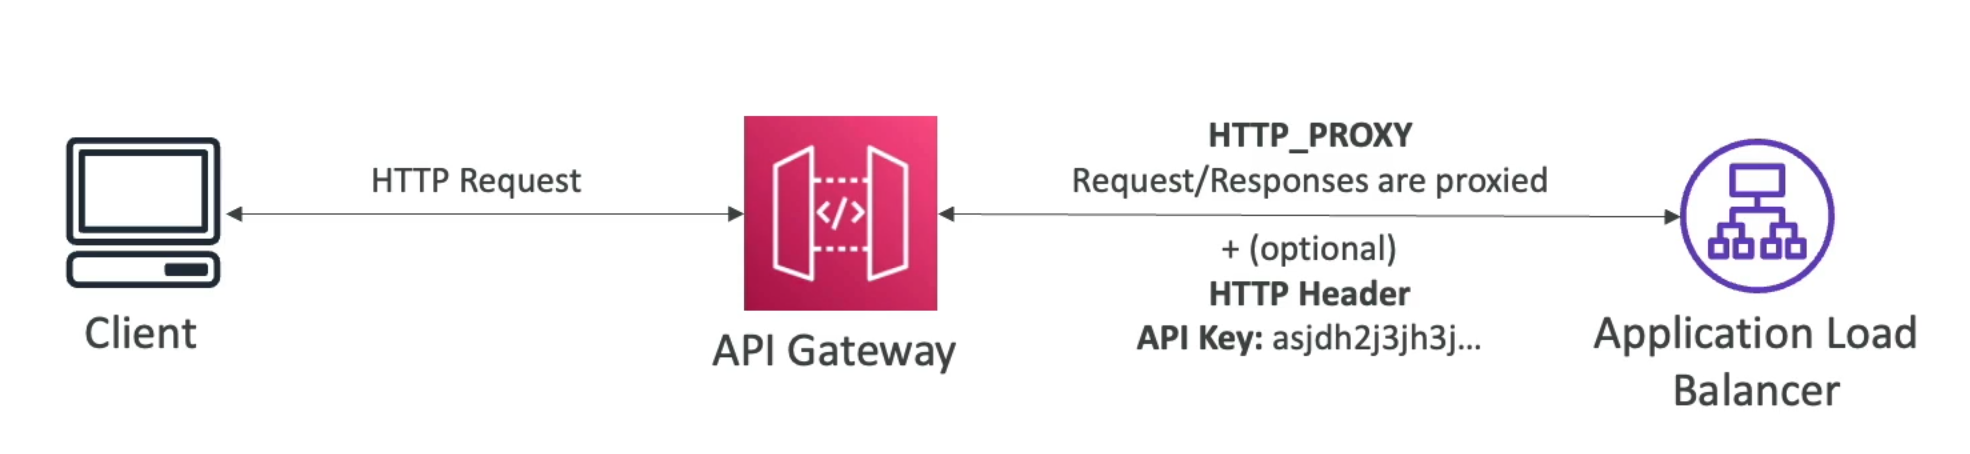 HTTP Request
Client
</>
API Gateway
HTTP_PROXY
Request/Responses are proxied
+ (optional)
HTTP Header
API Key: asjdh2j3jh3j...
Application Load
Balancer